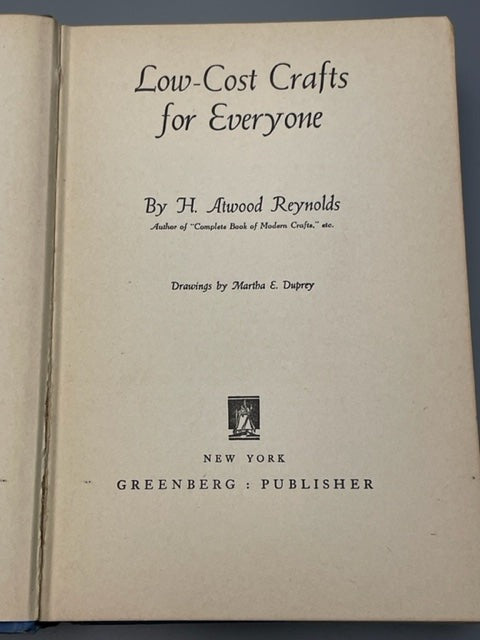 Low-Cost Crafts
for Everyone
By H. Atwood Reynolds
Author of "Complete Book of Modern Crafts," etc.
Drawings by Martha E. Duprey
NEW YORK
GREENBERG : PUBLISHER